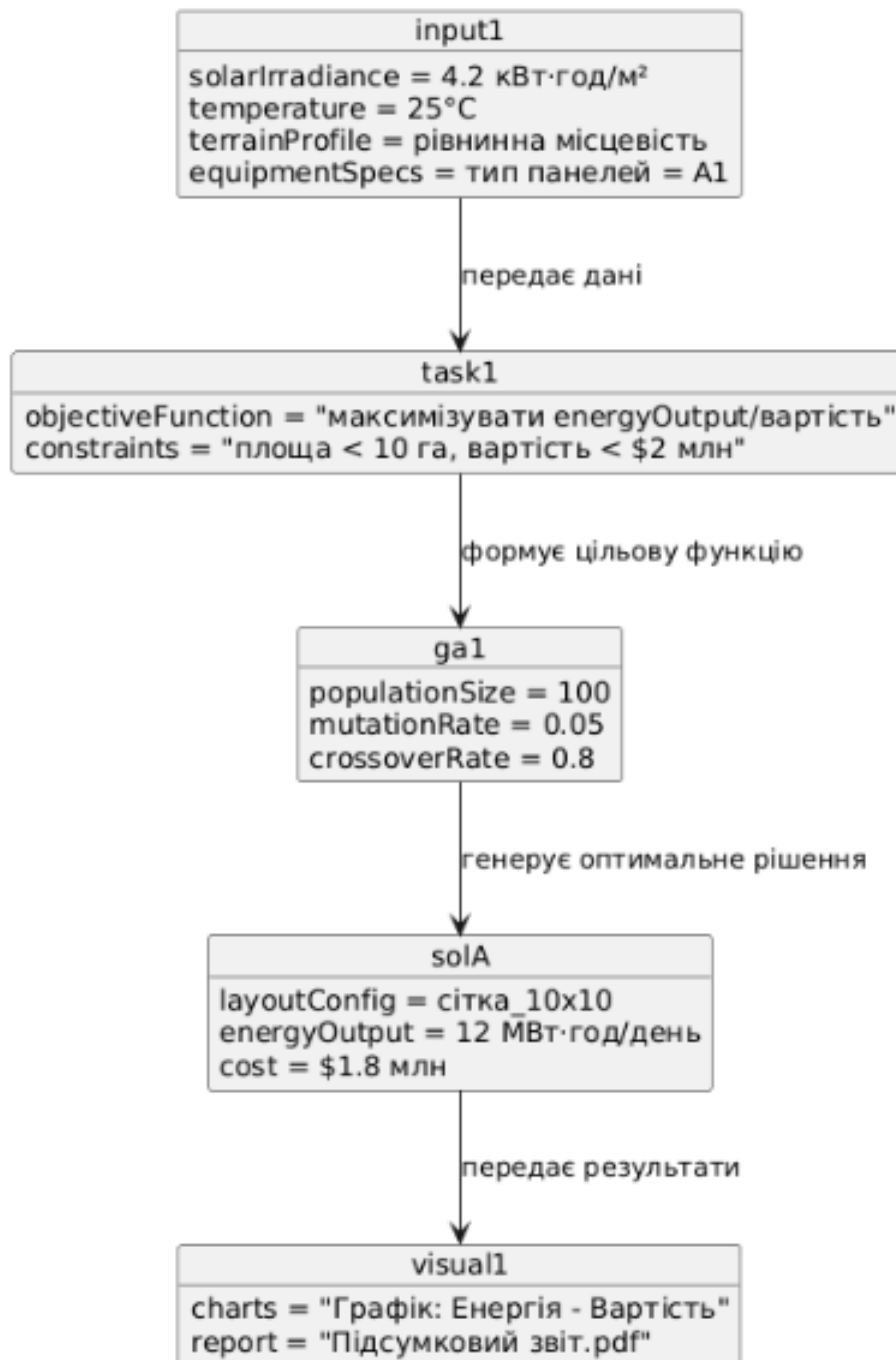 input1
solarIrradiance = 4.2 кВт·год/м²
temperature = 25°C
terrainProfile = рівнинна місцевість
equipmentSpecs = тип панелей = A1
передає дані
task1
objectiveFunction = "максимізувати energyOutput/вартість"
constraints = "площа < 10 га, вартість < $2 млн"
формує цільову функцію
ga1
populationSize = 100
mutationRate = 0.05
crossoverRate = 0.8
генерує оптимальне рішення
solA
layoutConfig = сітка_10x10
energyOutput = 12 МВт·год/день
cost = $1.8 млн
передає результати
visual1
charts = "Графік: Енергія - Вартість"
report = "Підсумковий звіт.pdf"